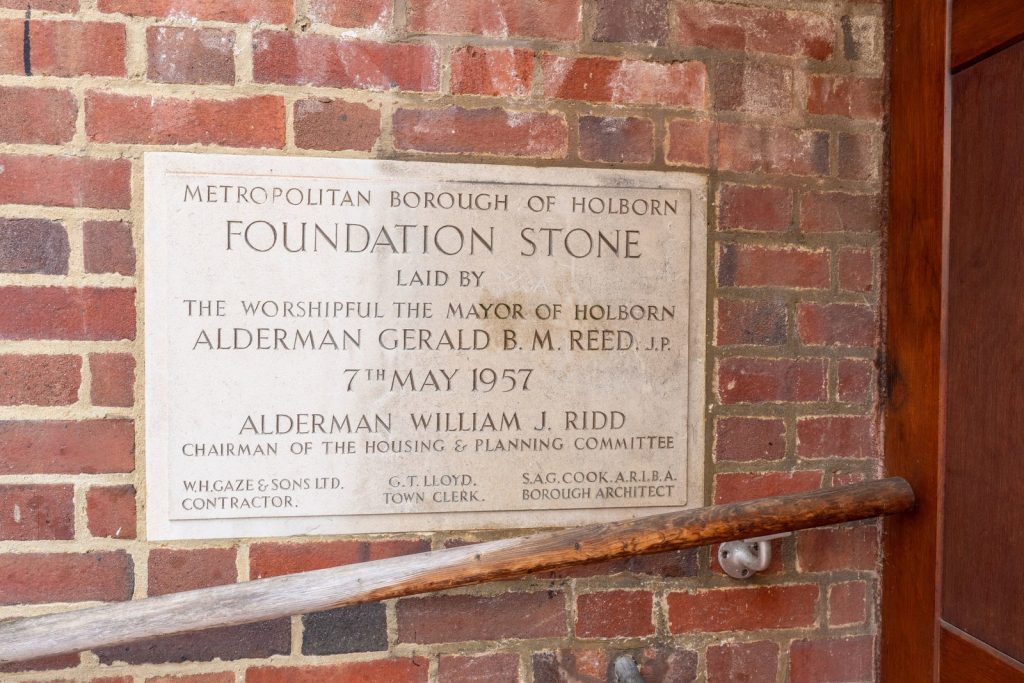 METROPOLITAN BOROUGH OF HOLBORN
FOUNDATION STONE
LAID BY
THE WORSHIPFUL THE MAYOR OF HOLBORN
ALDERMAN GERALD B. M. REED. J.P.
7TH MAY 1957
ALDERMAN WILLIAM J. RIDD
CHAIRMAN OF THE HOUSING & PLANNING COMMITTEE
W.H.GAZE & SONS LTD.
CONTRACTOR.
G.T. LLOYD.
TOWN CLERK.
S.A.G. COOK. A.R.I.B.A.
BOROUGH ARCHITECT